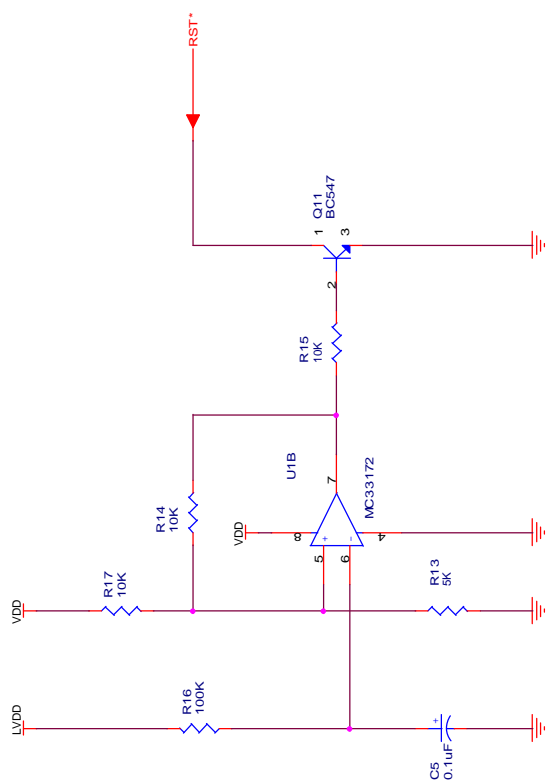 RST*
Q11
BC547
1
3
2
R15
10K
U1B
MC33172
7
R14
10K
VDD
8
4
5
+
6
-
VDD
R17
10K
R13
5K
LVDD
R16
100K
C5
0.1uF
+